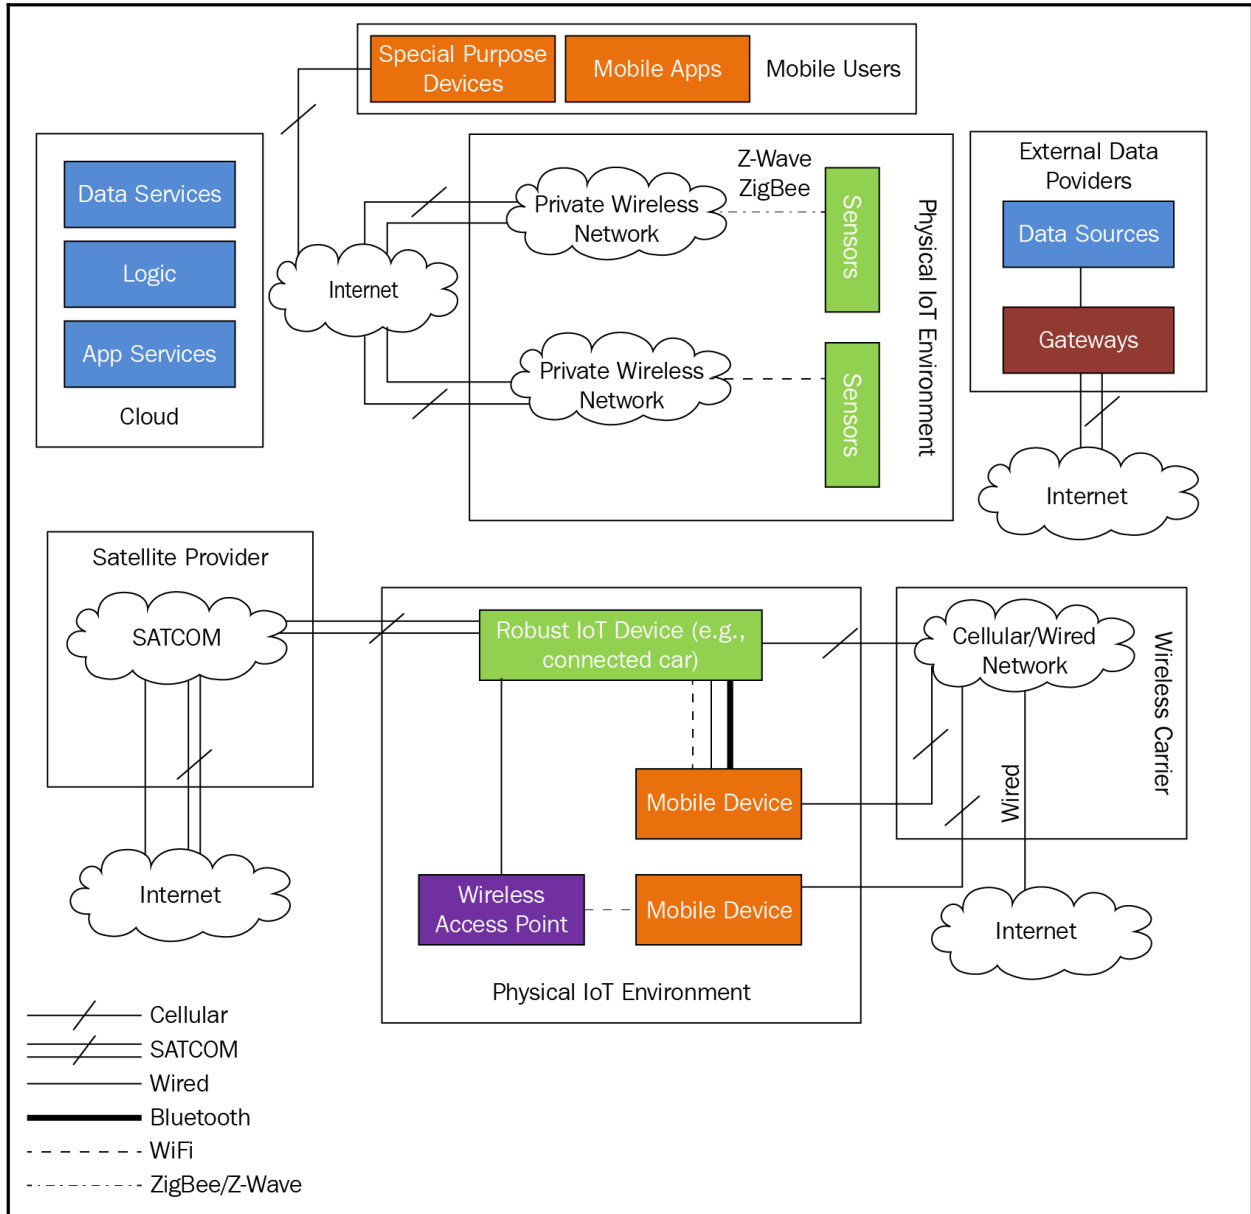 Special Purpose
Devices
Mobile Apps
Mobile Users
Data Services
Logic
App Services
Cloud
Internet
Private Wireless
Network
Z-Wave
ZigBee
Sensors
Private Wireless
Network
Sensors
Physical IoT Environment
External Data
Poviders
Data Sources
Gateways
Internet
Satellite Provider
SATCOM
Internet
Robust IoT Device (e.g.,
connected car)
Mobile Device
Wireless
Access Point
Mobile Device
Physical IoT Environment
Cellular/Wired
Network
Wireless Carrier
Wired
Internet
Cellular
SATCOM
Wired
Bluetooth
WiFi
ZigBee/Z-Wave